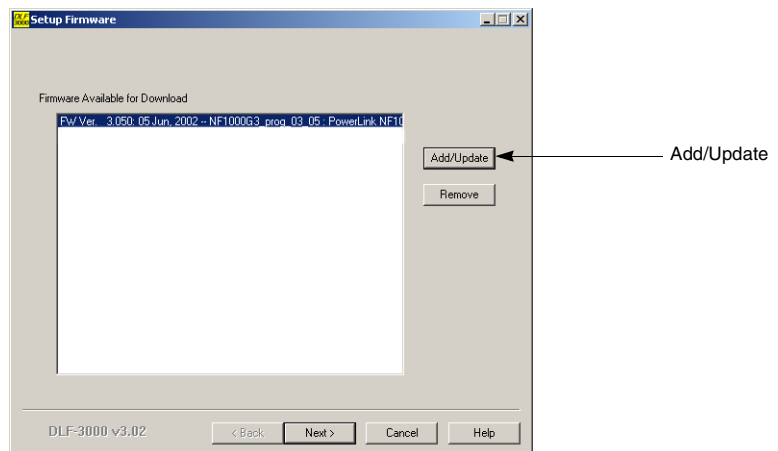 DLF 3000 Setup Firmware
Firmware Available for Download
FW Ver. 3.050: 05 Jun, 2002 -- NF1000G3_prog_03_05 : PowerLink NF10
Add/Update
Add/Update
Remove
DLF-3000 v3.02
< Back
Next >
Cancel
Help